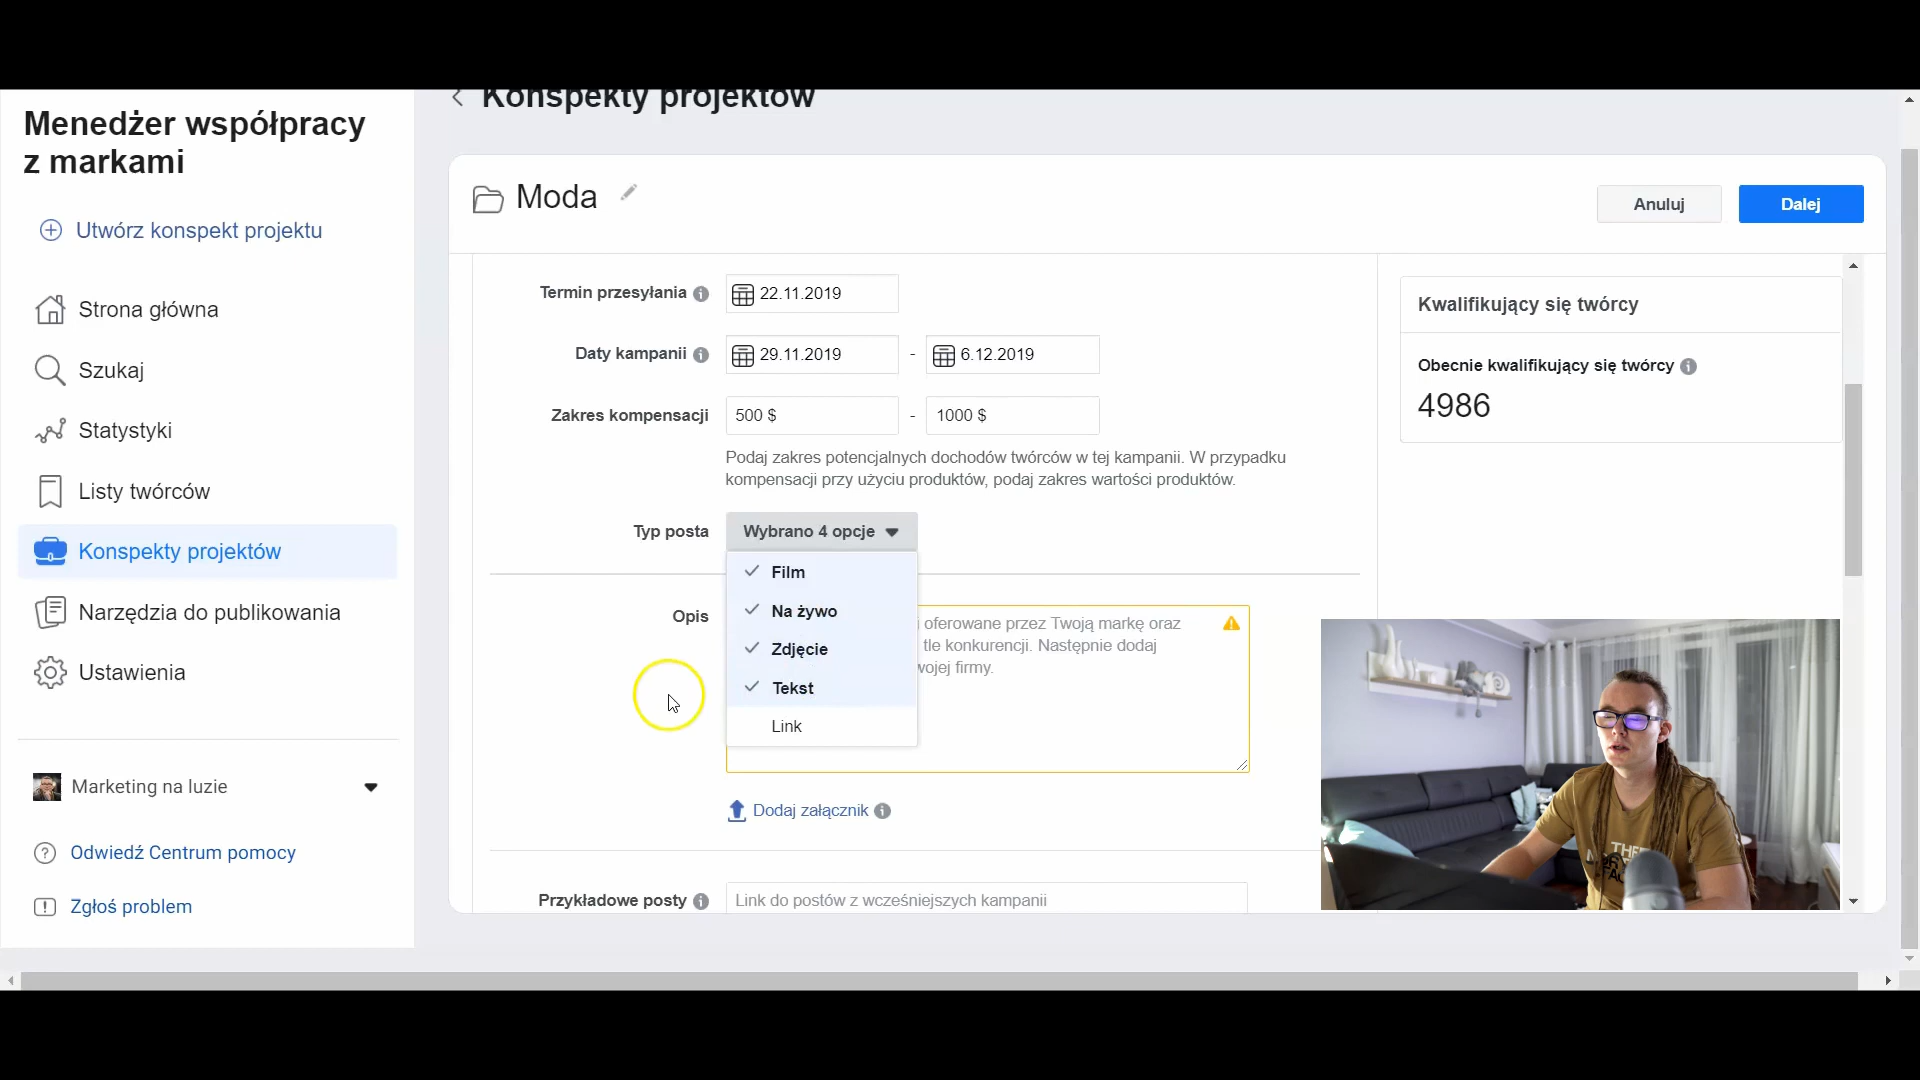 Menedżer współpracy
z markami
Utwórz konspekt projektu
Strona główna
Szukaj
Statystyki
Listy twórców
Konspekty projektów
Narzędzia do publikowania
Ustawienia
Marketing na luzie
Odwiedź Centrum pomocy
Zgłoś problem
Konspekty projektów
Moda
Anuluj
Dalej
Termin przesyłania
22.11.2019
Daty kampanii
29.11.2019 - 6.12.2019
Zakres kompensacji
500 $ - 1000 $
Podaj zakres potencjalnych dochodów twórców w tej kampanii. W przypadku
kompensacji przy użyciu produktów, podaj zakres wartości produktów.
Typ posta
Wybrano 4 opcje
Film
Na żywo
Zdjęcie
Tekst
Link
Opis
i oferowane przez Twoją markę oraz
tle konkurencji. Następnie dodaj
wojej firmy.
Dodaj załącznik
Przykładowe posty
Link do postów z wcześniejszych kampanii
Kwalifikujący się twórcy
Obecnie kwalifikujący się twórcy
4986
THE